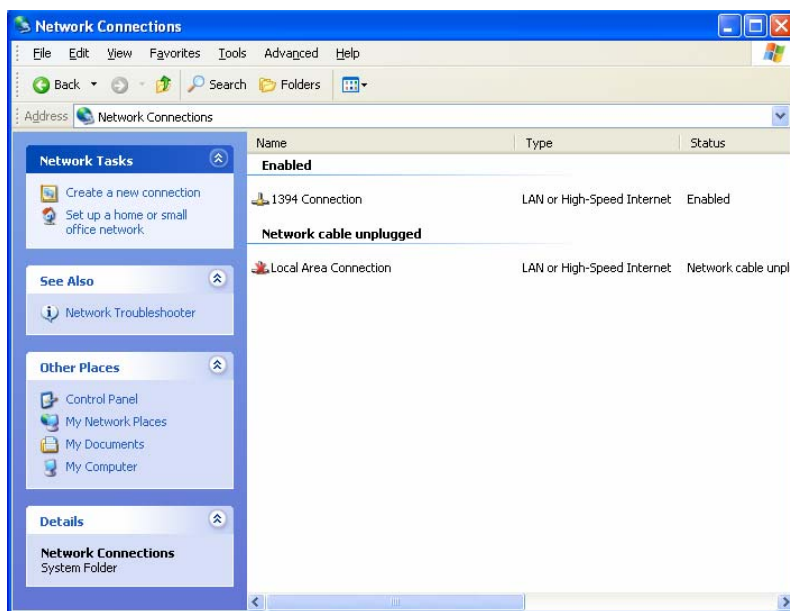 Network Connections
File Edit View Favorites Tools Advanced Help
Back Search Folders
Address Network Connections
Network Tasks
Create a new connection
Set up a home or small
office network
See Also
Network Troubleshooter
Other Places
Control Panel
My Network Places
My Documents
My Computer
Details
Network Connections
System Folder
Name Type Status
Enabled
1394 Connection LAN or High-Speed Internet Enabled
Network cable unplugged
Local Area Connection LAN or High-Speed Internet Network cable unpl